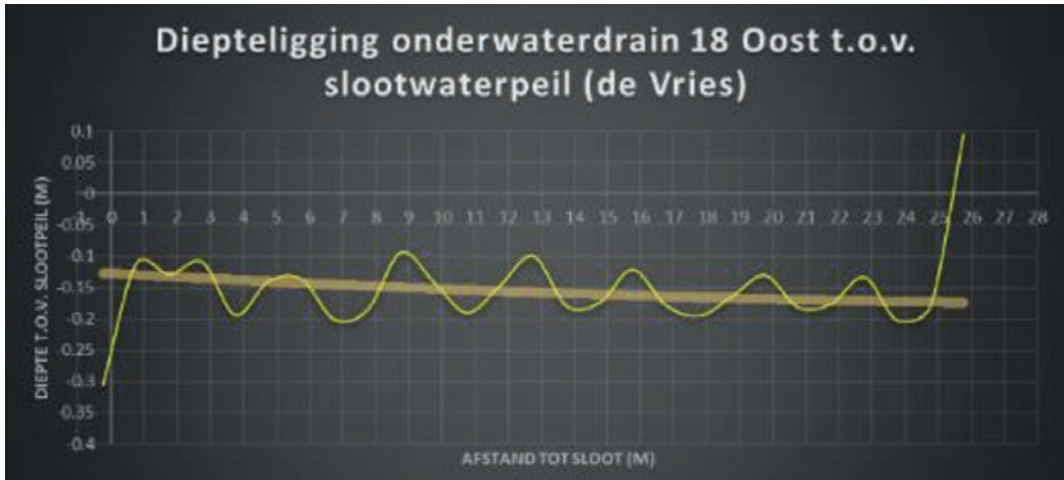 Diepteligging onderwaterdrain 18 Oost t.o.v.
slootwaterpeil (de Vries)
DIEPTE T.O.V. SLOOTPEIL (M)
0.1
0.05
0
-1 0 1 2 3 4 5 6 7 8 9 10 11 12 13 14 15 16 17 18 19 20 21 22 23 24 25 26 27 28
-0.05
-0.1
-0.15
-0.2
-0.25
-0.3
-0.35
-0.4
AFSTAND TOT SLOOT (M)